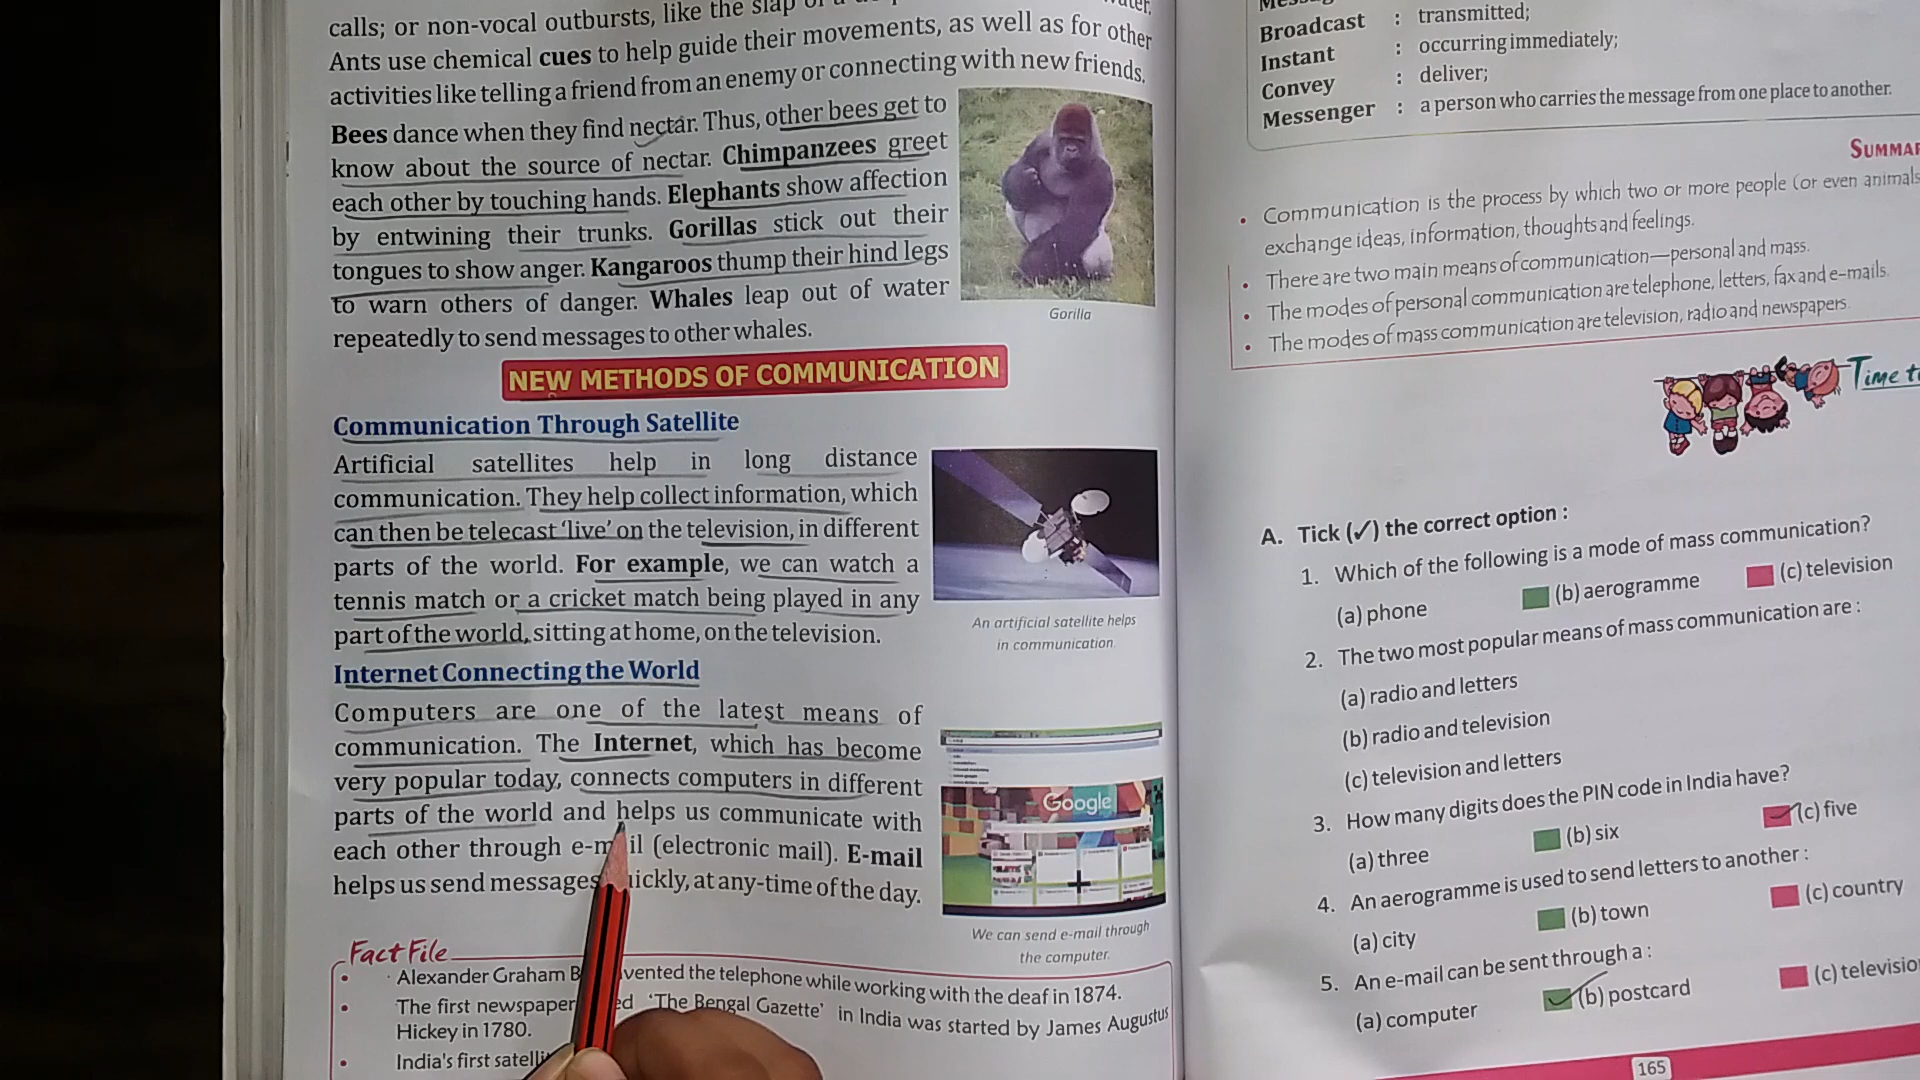 calls; or non-vocal outbursts, like the slap of a
Ants use chemical cues to help guide their movements, as well as for other
activities like telling a friend from an enemy or connecting with new friends.
Bees dance when they find nectar. Thus, other bees get to
know about the source of nectar. Chimpanzees greet
each other by touching hands. Elephants show affection
by entwining their trunks. Gorillas stick out their
tongues to show anger. Kangaroos thump their hind legs
to warn others of danger. Whales leap out of water
repeatedly to send messages to other whales.
Gorilla
NEW METHODS OF COMMUNICATION
Communication Through Satellite
Artificial satellites help in long distance
communication. They help collect information, which
can then be telecast ‘live’ on the television, in different
parts of the world. For example, we can watch a
tennis match or a cricket match being played in any
part of the world, sitting at home, on the television.
An artificial satellite helps
in communication.
Internet Connecting the World
Computers are one of the latest means of
communication. The Internet, which has become
very popular today, connects computers in different
parts of the world and helps us communicate with
each other through e-mail (electronic mail). E-mail
helps us send messages quickly, at any-time of the day.
Google
We can send e-mail through
the computer.
Fact File
• Alexander Graham B vented the telephone while working with the deaf in 1874.
• The first newspaper ed ‘The Bengal Gazette’ in India was started by James Augustus
Hickey in 1780.
• India's first satelli
Broadcast : transmitted;
Instant : occurring immediately;
Convey : deliver;
Messenger : a person who carries the message from one place to another.
SUMMAR
• Communication is the process by which two or more people (or even animals
exchange ideas, information, thoughts and feelings.
• There are two main means of communication—personal and mass.
• The modes of personal communication are telephone, letters, fax and e-mails.
• The modes of mass communication are television, radio and newspapers.
Time to
A. Tick (✓) the correct option :
1. Which of the following is a mode of mass communication?
(a) phone (b) aerogramme (c) television
2. The two most popular means of mass communication are :
(a) radio and letters
(b) radio and television
(c) television and letters
3. How many digits does the PIN code in India have?
(a) three (b) six (c) five
4. An aerogramme is used to send letters to another :
(a) city (b) town (c) country
5. An e-mail can be sent through a :
(a) computer (b) postcard (c) televisio
165